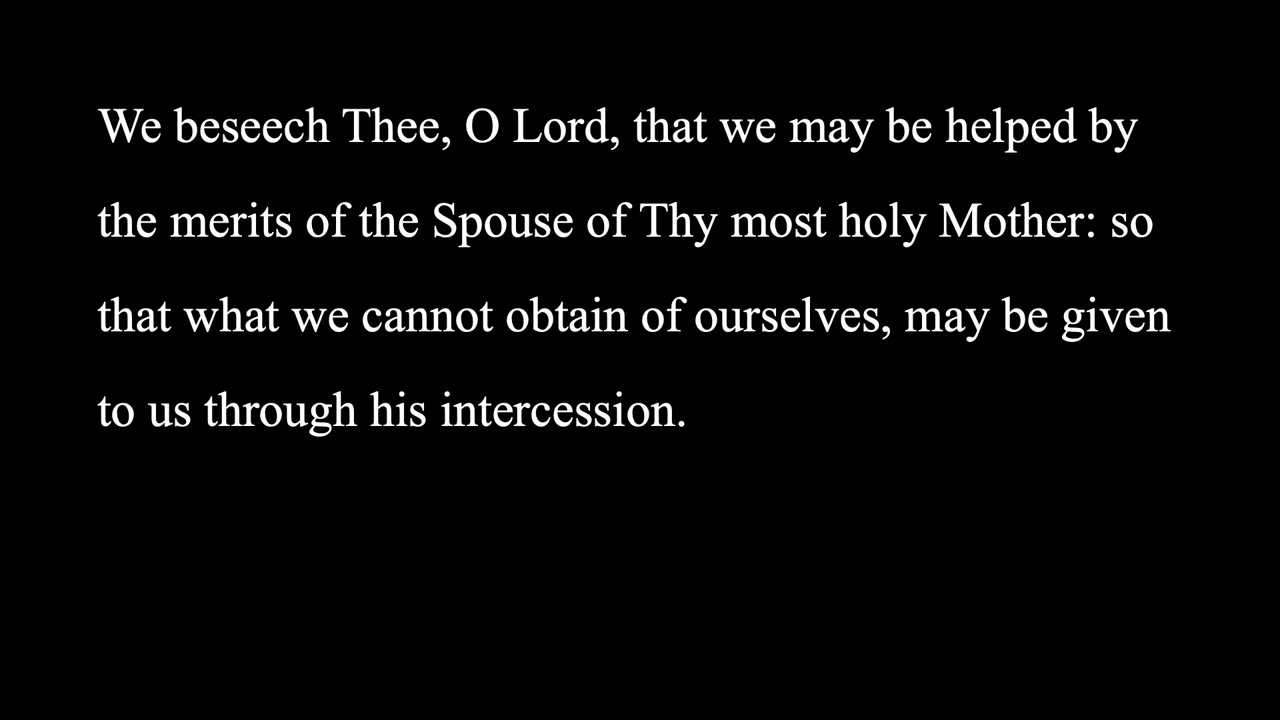 We beseech Thee, O Lord, that we may be helped by
the merits of the Spouse of Thy most holy Mother: so
that what we cannot obtain of ourselves, may be given
to us through his intercession.